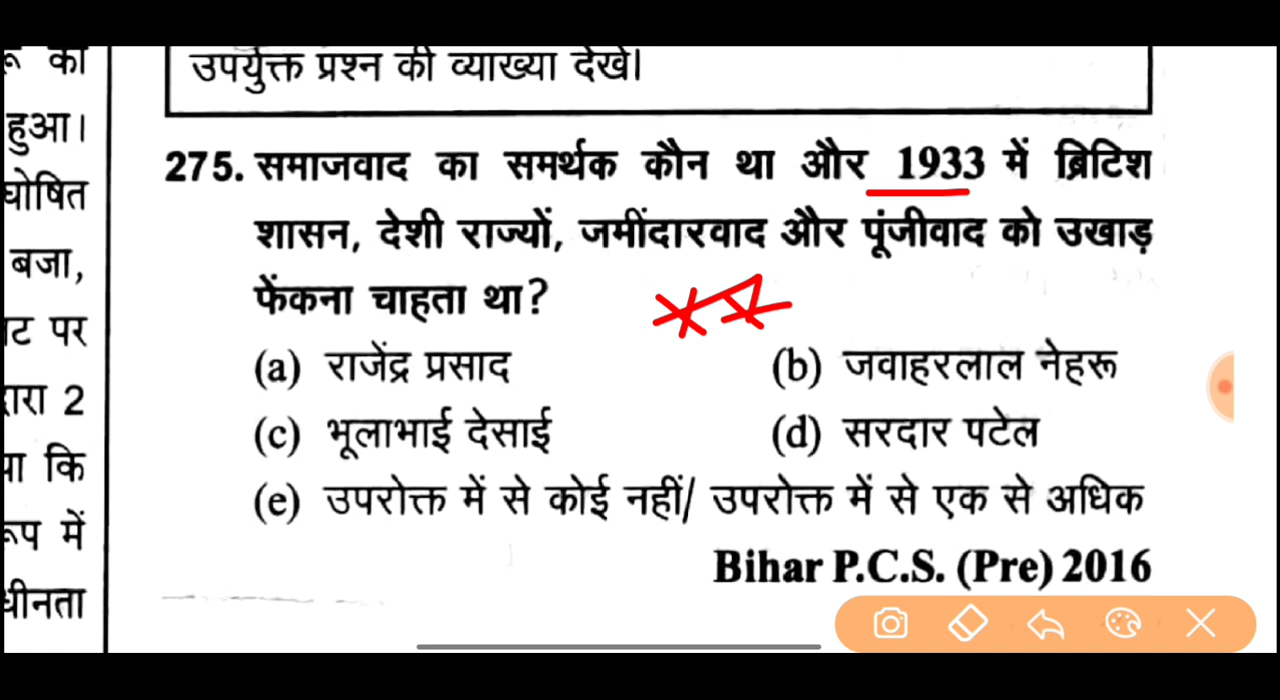 रू का
उपर्युक्त प्रश्न की व्याख्या देखें।
हुआ।
घोषित
बजा,
पर
2
कि
में
275. समाजवाद का समर्थक कौन था और 1933 में ब्रिटिश
शासन, देशी राज्यों, जमींदारवाद और पूंजीवाद को उखाड़
फेंकना चाहता था?
(a) राजेंद्र प्रसाद (b) जवाहरलाल नेहरू
(c) भूलाभाई देसाई (d) सरदार पटेल
(e) उपरोक्त में से कोई नहीं/ उपरोक्त में से एक से अधिक
Bihar P.C.S. (Pre) 2016